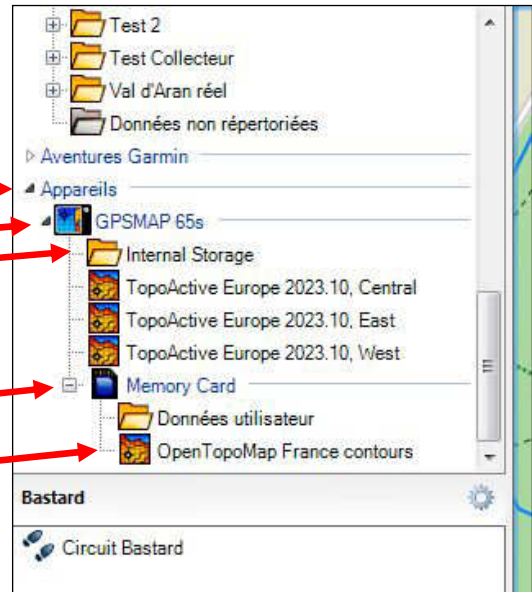 Test 2
Test Collecteur
Val d'Aran réel
Données non répertoriées
Aventures Garmin
Appareils
GPSMAP 65s
Internal Storage
TopoActive Europe 2023.10, Central
TopoActive Europe 2023.10, East
TopoActive Europe 2023.10, West
Memory Card
Données utilisateur
OpenTopoMap France contours
Bastard
Circuit Bastard